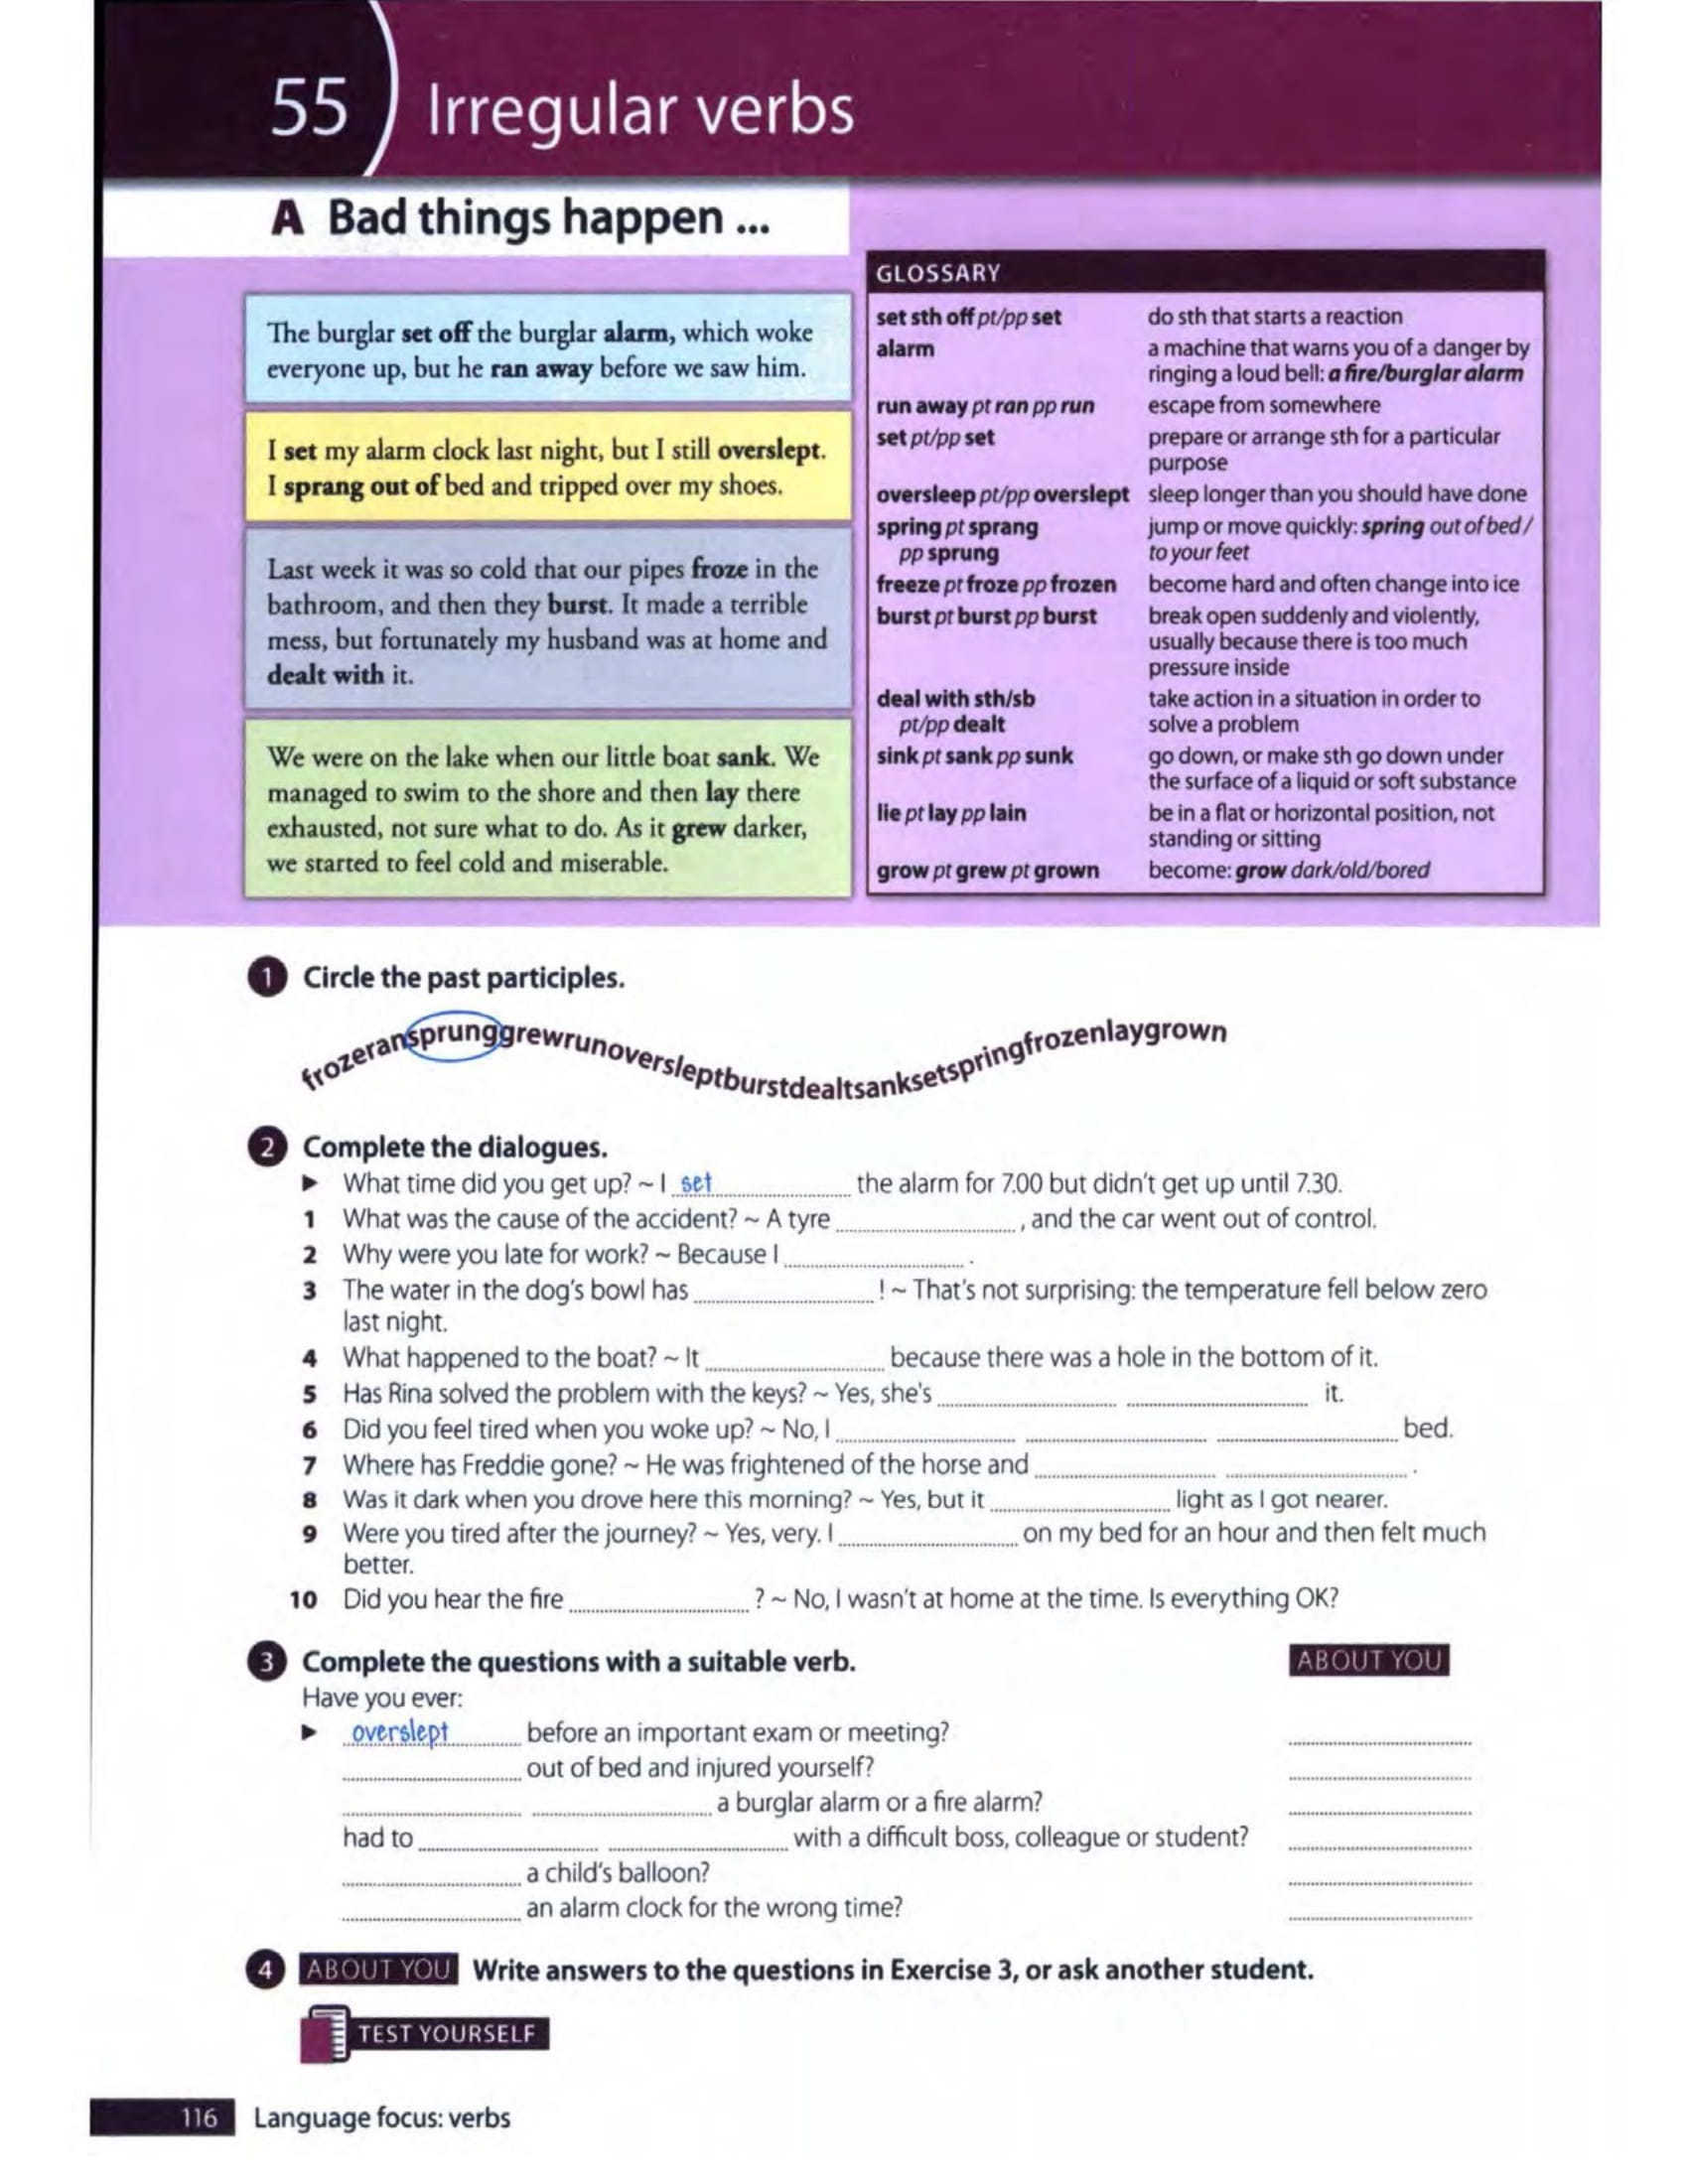 55 Irregular verbs
A Bad things happen ...
The burglar set off the burglar alarm, which woke
everyone up, but he ran away before we saw him.
I set my alarm clock last night, but I still overslept.
I sprang out of bed and tripped over my shoes.
Last week it was so cold that our pipes froze in the
bathroom, and then they burst. It made a terrible
mess, but fortunately my husband was at home and
dealt with it.
We were on the lake when our little boat sank. We
managed to swim to the shore and then lay there
exhausted, not sure what to do. As it grew darker,
we started to feel cold and miserable.
GLOSSARY
set sth off pt/pp set do sth that starts a reaction
alarm a machine that warns you of a danger by
ringing a loud bell: a fire/burglar alarm
run away pt ran pp run escape from somewhere
set pt/pp set prepare or arrange sth for a particular
purpose
oversleep pt/pp overslept sleep longer than you should have done
spring pt sprang jump or move quickly: spring out of bed/
pp sprung to your feet
freeze pt froze pp frozen become hard and often change into ice
burst pt burst pp burst break open suddenly and violently,
usually because there is too much
pressure inside
deal with sth/sb take action in a situation in order to
pt/pp dealt solve a problem
sink pt sank pp sunk go down, or make sth go down under
the surface of a liquid or soft substance
lie pt lay pp lain be in a flat or horizontal position, not
standing or sitting
grow pt grew pt grown become: grow dark/old/bored
1 Circle the past participles.
frozeransprunggrewrunoversleptburstdealtsanksetspringfrozenlaygrown
2 Complete the dialogues.
► What time did you get up? ~ I set the alarm for 7.00 but didn't get up until 7.30.
1 What was the cause of the accident? ~ A tyre , and the car went out of control.
2 Why were you late for work? ~ Because I .
3 The water in the dog's bowl has ! ~ That's not surprising: the temperature fell below zero
last night.
4 What happened to the boat? ~ It because there was a hole in the bottom of it.
5 Has Rina solved the problem with the keys? ~ Yes, she's it.
6 Did you feel tired when you woke up? ~ No, I bed.
7 Where has Freddie gone? ~ He was frightened of the horse and .
8 Was it dark when you drove here this morning? ~ Yes, but it light as I got nearer.
9 Were you tired after the journey? ~ Yes, very. I on my bed for an hour and then felt much
better.
10 Did you hear the fire ? ~ No, I wasn't at home at the time. Is everything OK?
3 Complete the questions with a suitable verb. ABOUT YOU
Have you ever:
► overslept before an important exam or meeting?
out of bed and injured yourself?
a burglar alarm or a fire alarm?
had to with a difficult boss, colleague or student?
a child's balloon?
an alarm clock for the wrong time?
4 ABOUT YOU Write answers to the questions in Exercise 3, or ask another student.
TEST YOURSELF
116 Language focus: verbs